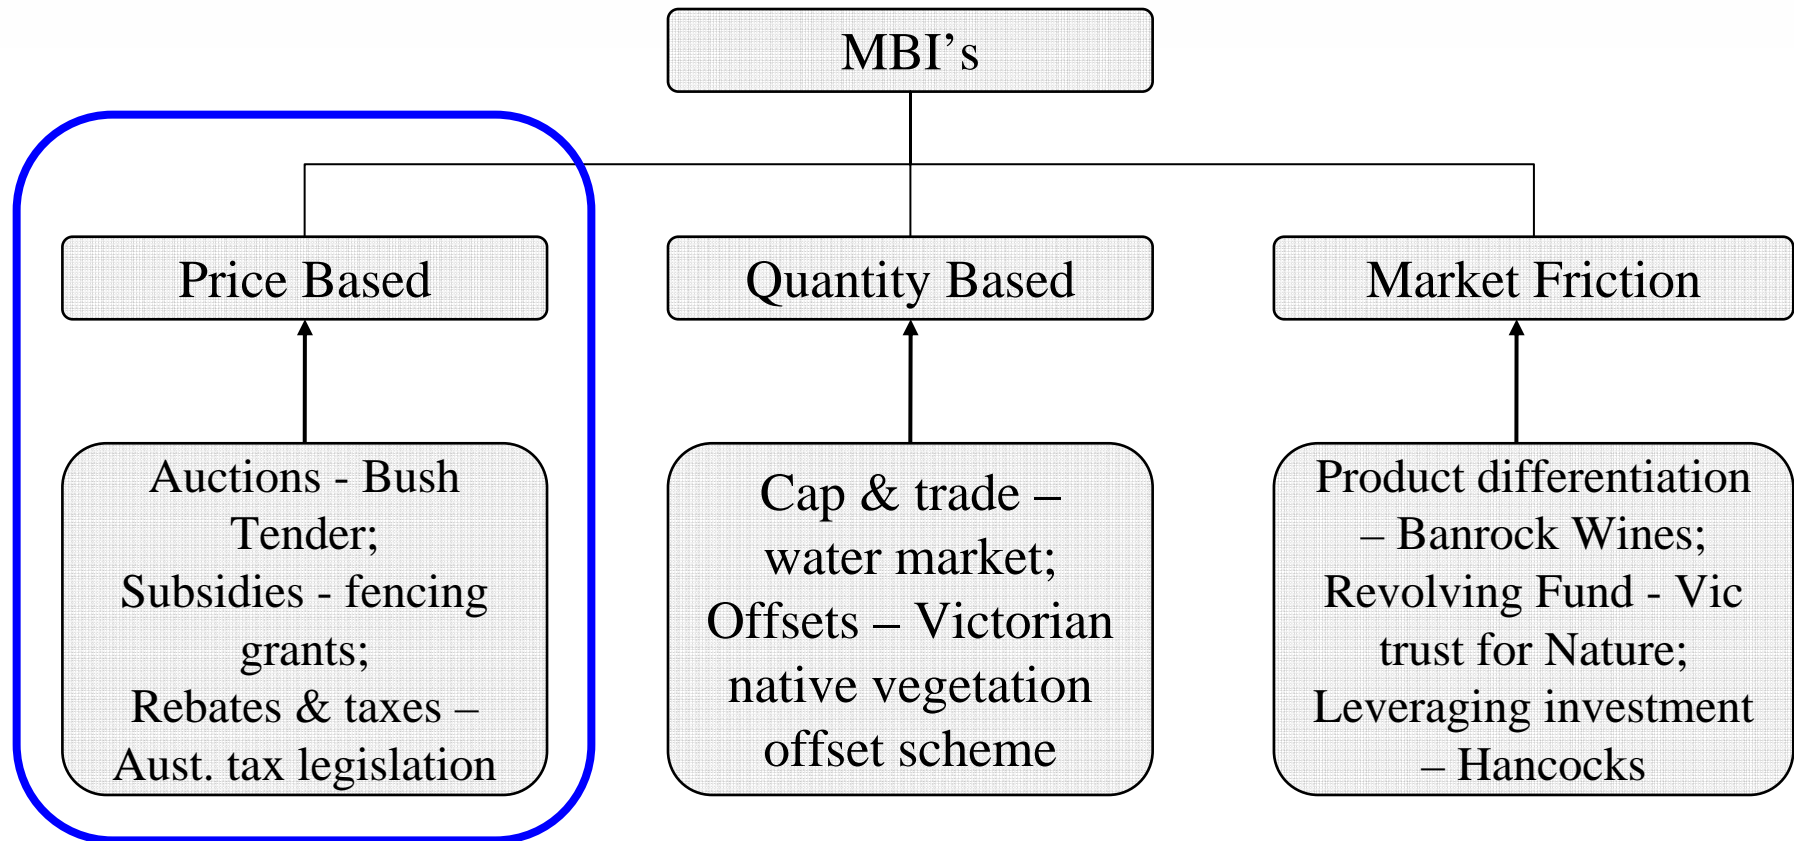 MBI’s
Price Based
Quantity Based
Market Friction
Auctions - Bush
Tender;
Subsidies - fencing
grants;
Rebates & taxes –
Aust. tax legislation
Cap & trade –
water market;
Offsets – Victorian
native vegetation
offset scheme
Product differentiation
– Banrock Wines;
Revolving Fund - Vic
trust for Nature;
Leveraging investment
– Hancocks